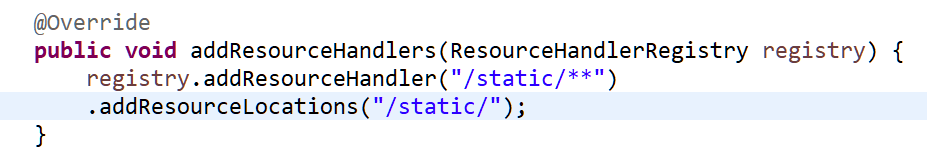 @Override
public void addResourceHandlers(ResourceHandlerRegistry registry) {
    registry.addResourceHandler("/static/**")
    .addResourceLocations("/static/");
}